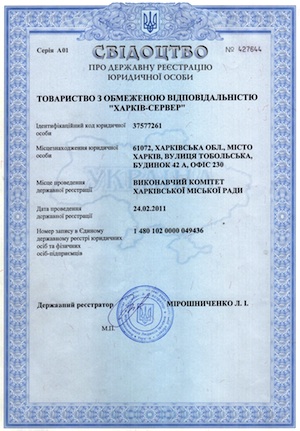 Серія А01
№ 427644
СВІДОЦТВО
ПРО ДЕРЖАВНУ РЕЄСТРАЦІЮ
ЮРИДИЧНОЇ ОСОБИ
ТОВАРИСТВО З ОБМЕЖЕНОЮ ВІДПОВІДАЛЬНІСТЮ
"ХАРКІВ-СЕРВЕР"
Ідентифікаційний код юридичної
особи
37577261
Місцезнаходження юридичної
особи
61072, ХАРКІВСЬКА ОБЛ., МІСТО
ХАРКІВ, ВУЛИЦЯ ТОБОЛЬСЬКА,
БУДИНОК 42 А, ОФІС 230
Місце проведення
державної реєстрації
ВИКОНАВЧИЙ КОМІТЕТ
ХАРКІВСЬКОЇ МІСЬКОЇ РАДИ
Дата проведення
державної реєстрації
24.02.2011
Номер запису в Єдиному
державному реєстрі юридичних
осіб та фізичних
осіб-підприємців
1 480 102 0000 049436
Державний реєстратор
МІРОШНИЧЕНКО Л. І.
М.П.